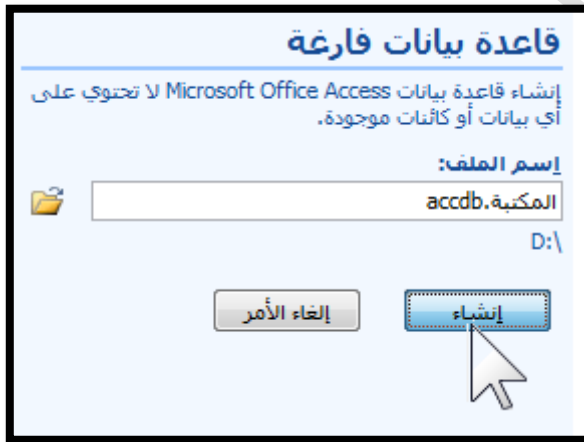 قاعدة بيانات فارغة
إنشاء قاعدة بيانات Microsoft Office Access لا تحتوي على
أي بيانات أو كائنات موجودة.
إسم الملف:
المكتبة.accdb
D:\
إنشاء
إلغاء الأمر